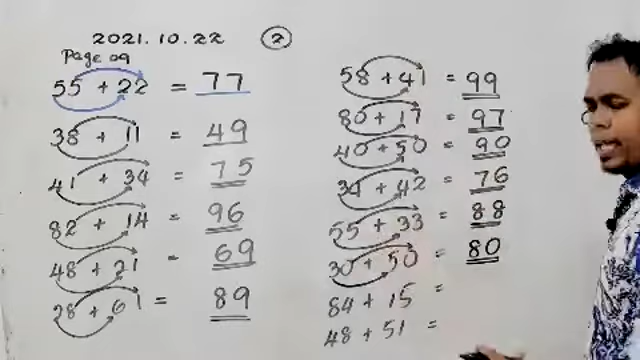 2021.10.22 2
Page 09
55 + 22 = 77
38 + 11 = 49
41 + 34 = 75
82 + 14 = 96
48 + 21 = 69
28 + 61 = 89
58 + 41 = 99
80 + 17 = 97
40 + 50 = 90
34 + 42 = 76
55 + 33 = 88
30 + 50 = 80
84 + 15 =
48 + 51 =